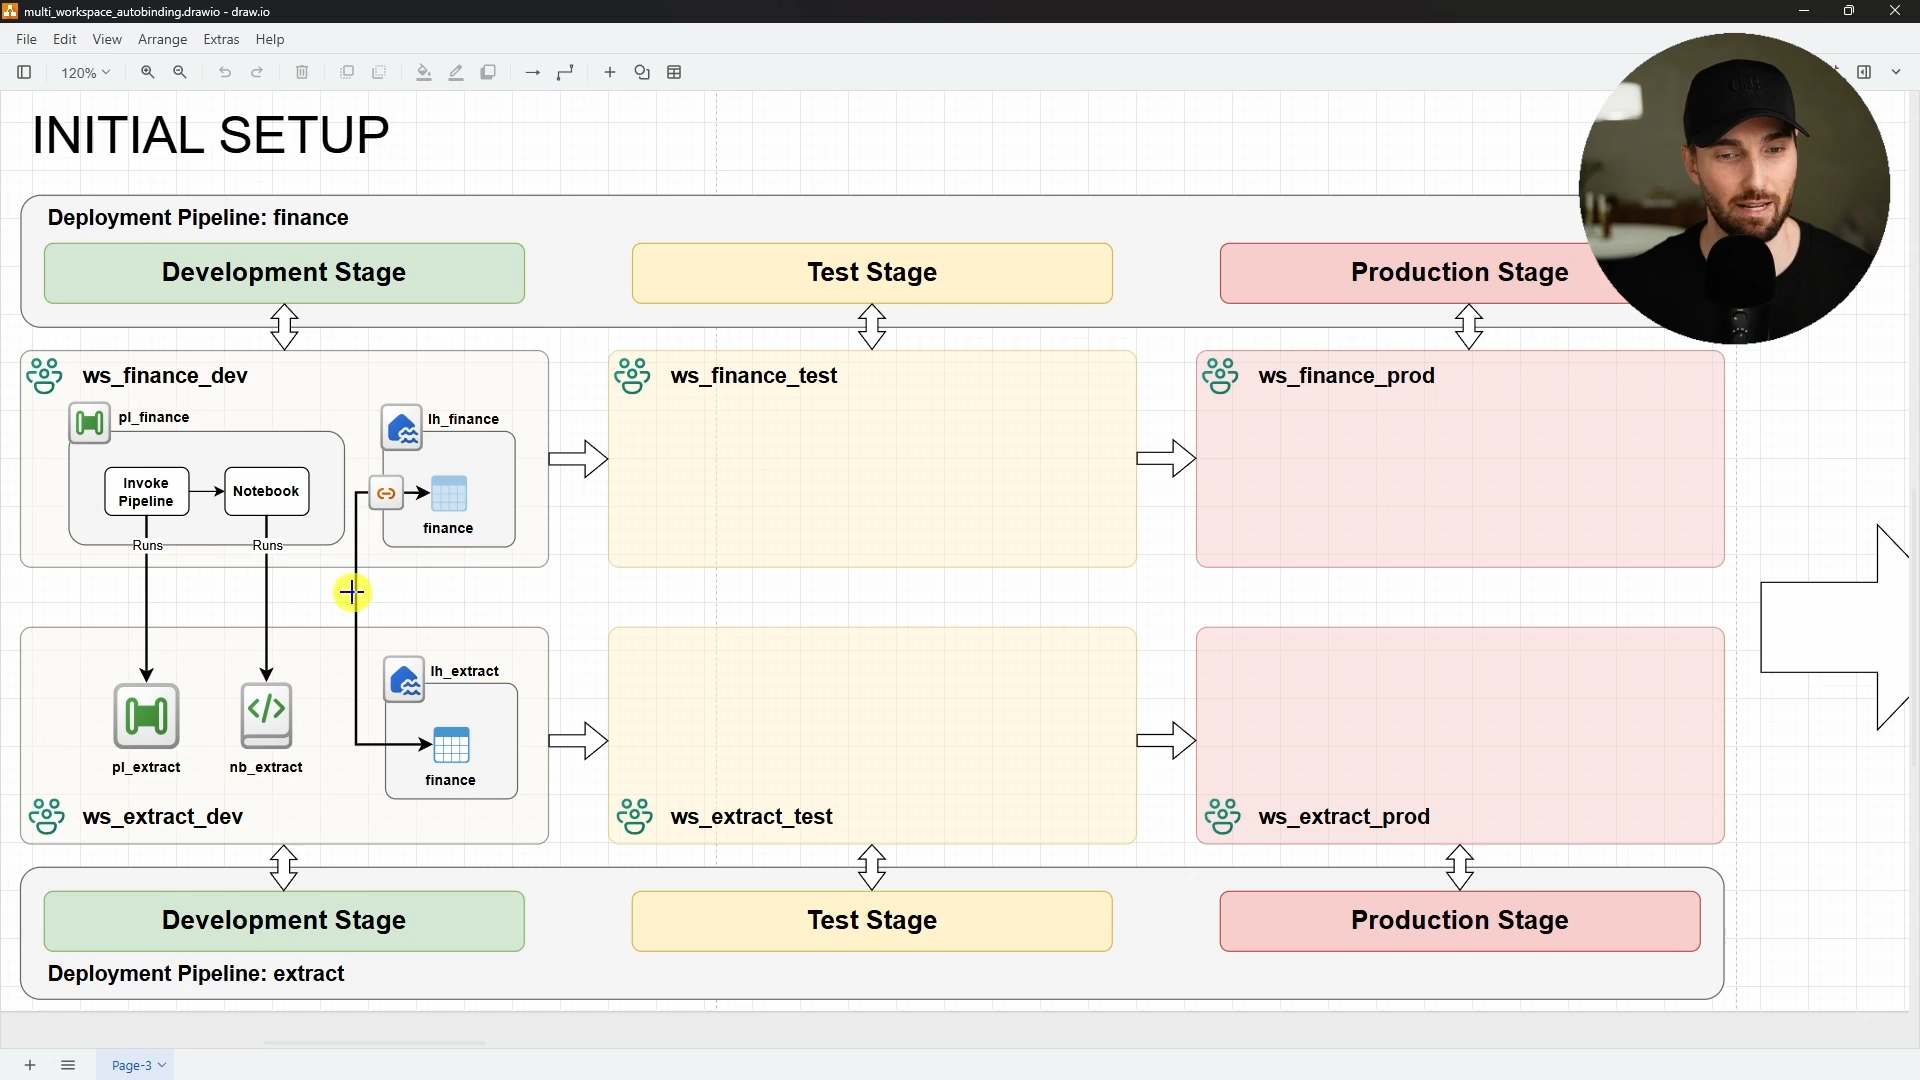 multi_workspace_autobinding.drawio - draw.io
File Edit View Arrange Extras Help
120%
INITIAL SETUP
Deployment Pipeline: finance
Development Stage
Test Stage
Production Stage
ws_finance_dev
ws_finance_test
ws_finance_prod
pl_finance
lh_finance
Invoke
Pipeline
Notebook
finance
Runs
Runs
lh_extract
pl_extract
nb_extract
finance
ws_extract_dev
ws_extract_test
ws_extract_prod
Development Stage
Test Stage
Production Stage
Deployment Pipeline: extract
Page-3